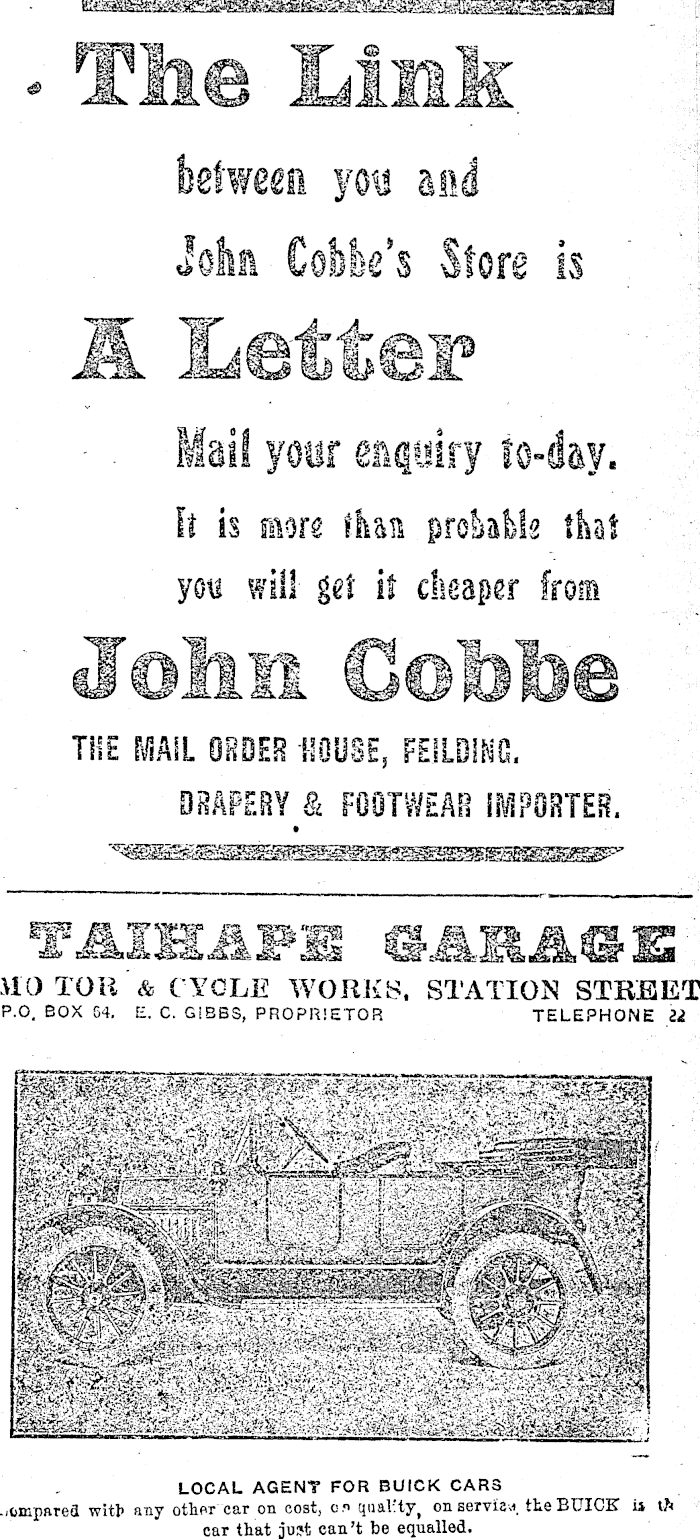 The Link
between you and
John Cobbe's Store is
A Letter
Mail your enquiry to-day.
It is more than probable that
you will get it cheaper from
John Cobbe
THE MAIL ORDER HOUSE, FEILDING.
DRAPERY & FOOTWEAR IMPORTER.
TAIHAPE GARAGE
MOTOR & CYCLE WORKS, STATION STREET
P.O. BOX 64. E. C. GIBBS, PROPRIETOR TELEPHONE 22
LOCAL AGENT FOR BUICK CARS
Compared with any other car on cost, on quality, on service, the BUICK is th
car that just can't be equalled.